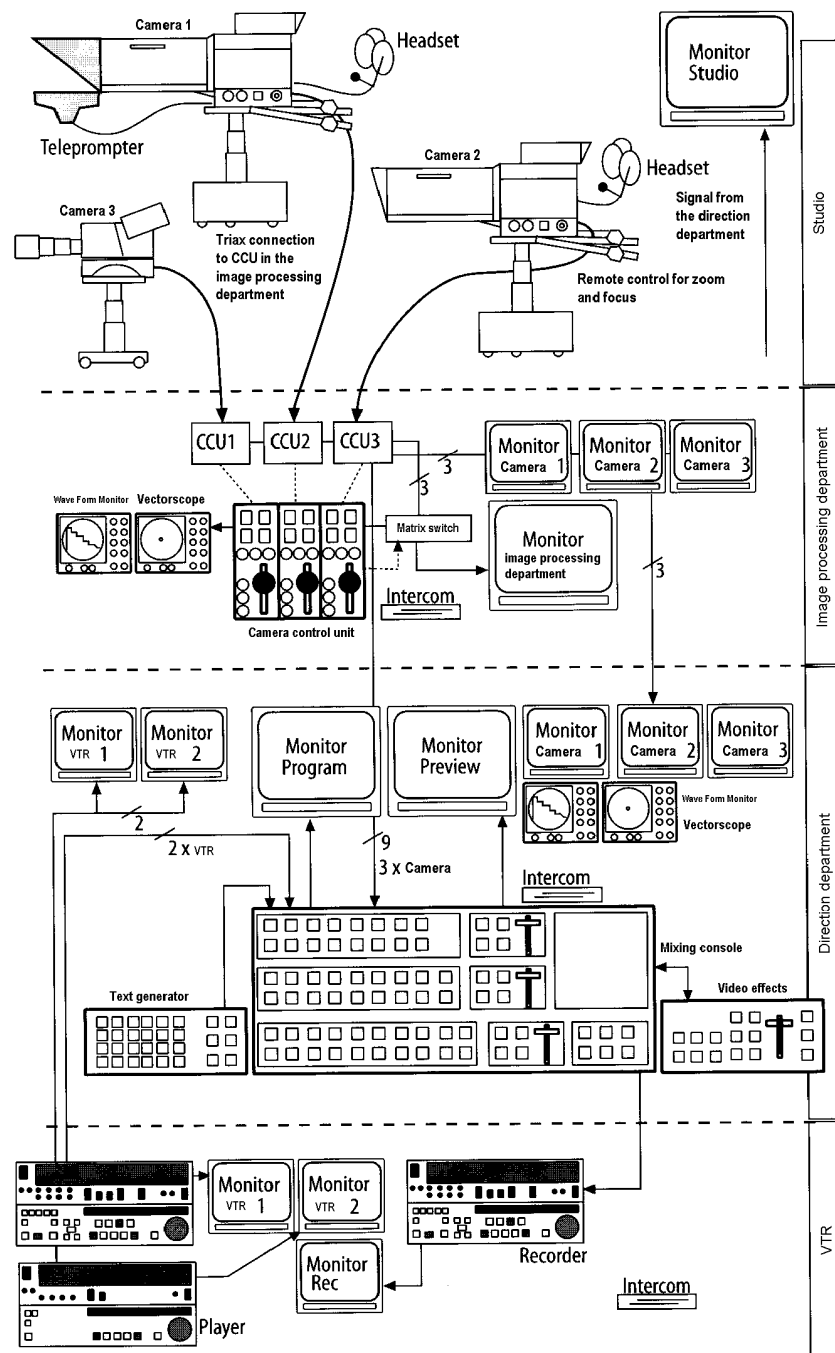 Camera 1
Headset
Monitor
Studio
Teleprompter
Camera 2
Headset
Camera 3
Signal from
the direction
department
Triax connection
to CCU in the
image processing
department
Remote control for zoom
and focus
Studio
CCU1
CCU2
CCU3
3
3
Monitor
Camera 1
Monitor
Camera 2
Monitor
Camera 3
Wave Form Monitor
Vectorscope
Matrix switch
Monitor
image processing
department
3
Intercom
Camera control unit
Image processing department
Monitor
VTR 1
Monitor
VTR 2
Monitor
Program
Monitor
Preview
Monitor
Camera 1
Monitor
Camera 2
Monitor
Camera 3
Wave Form Monitor
Vectorscope
2
2 x VTR
9
3 x Camera
Intercom
Mixing console
Text generator
Video effects
Direction department
Monitor
VTR 1
Monitor
VTR 2
Recorder
Monitor
Rec
Player
Intercom
VTR